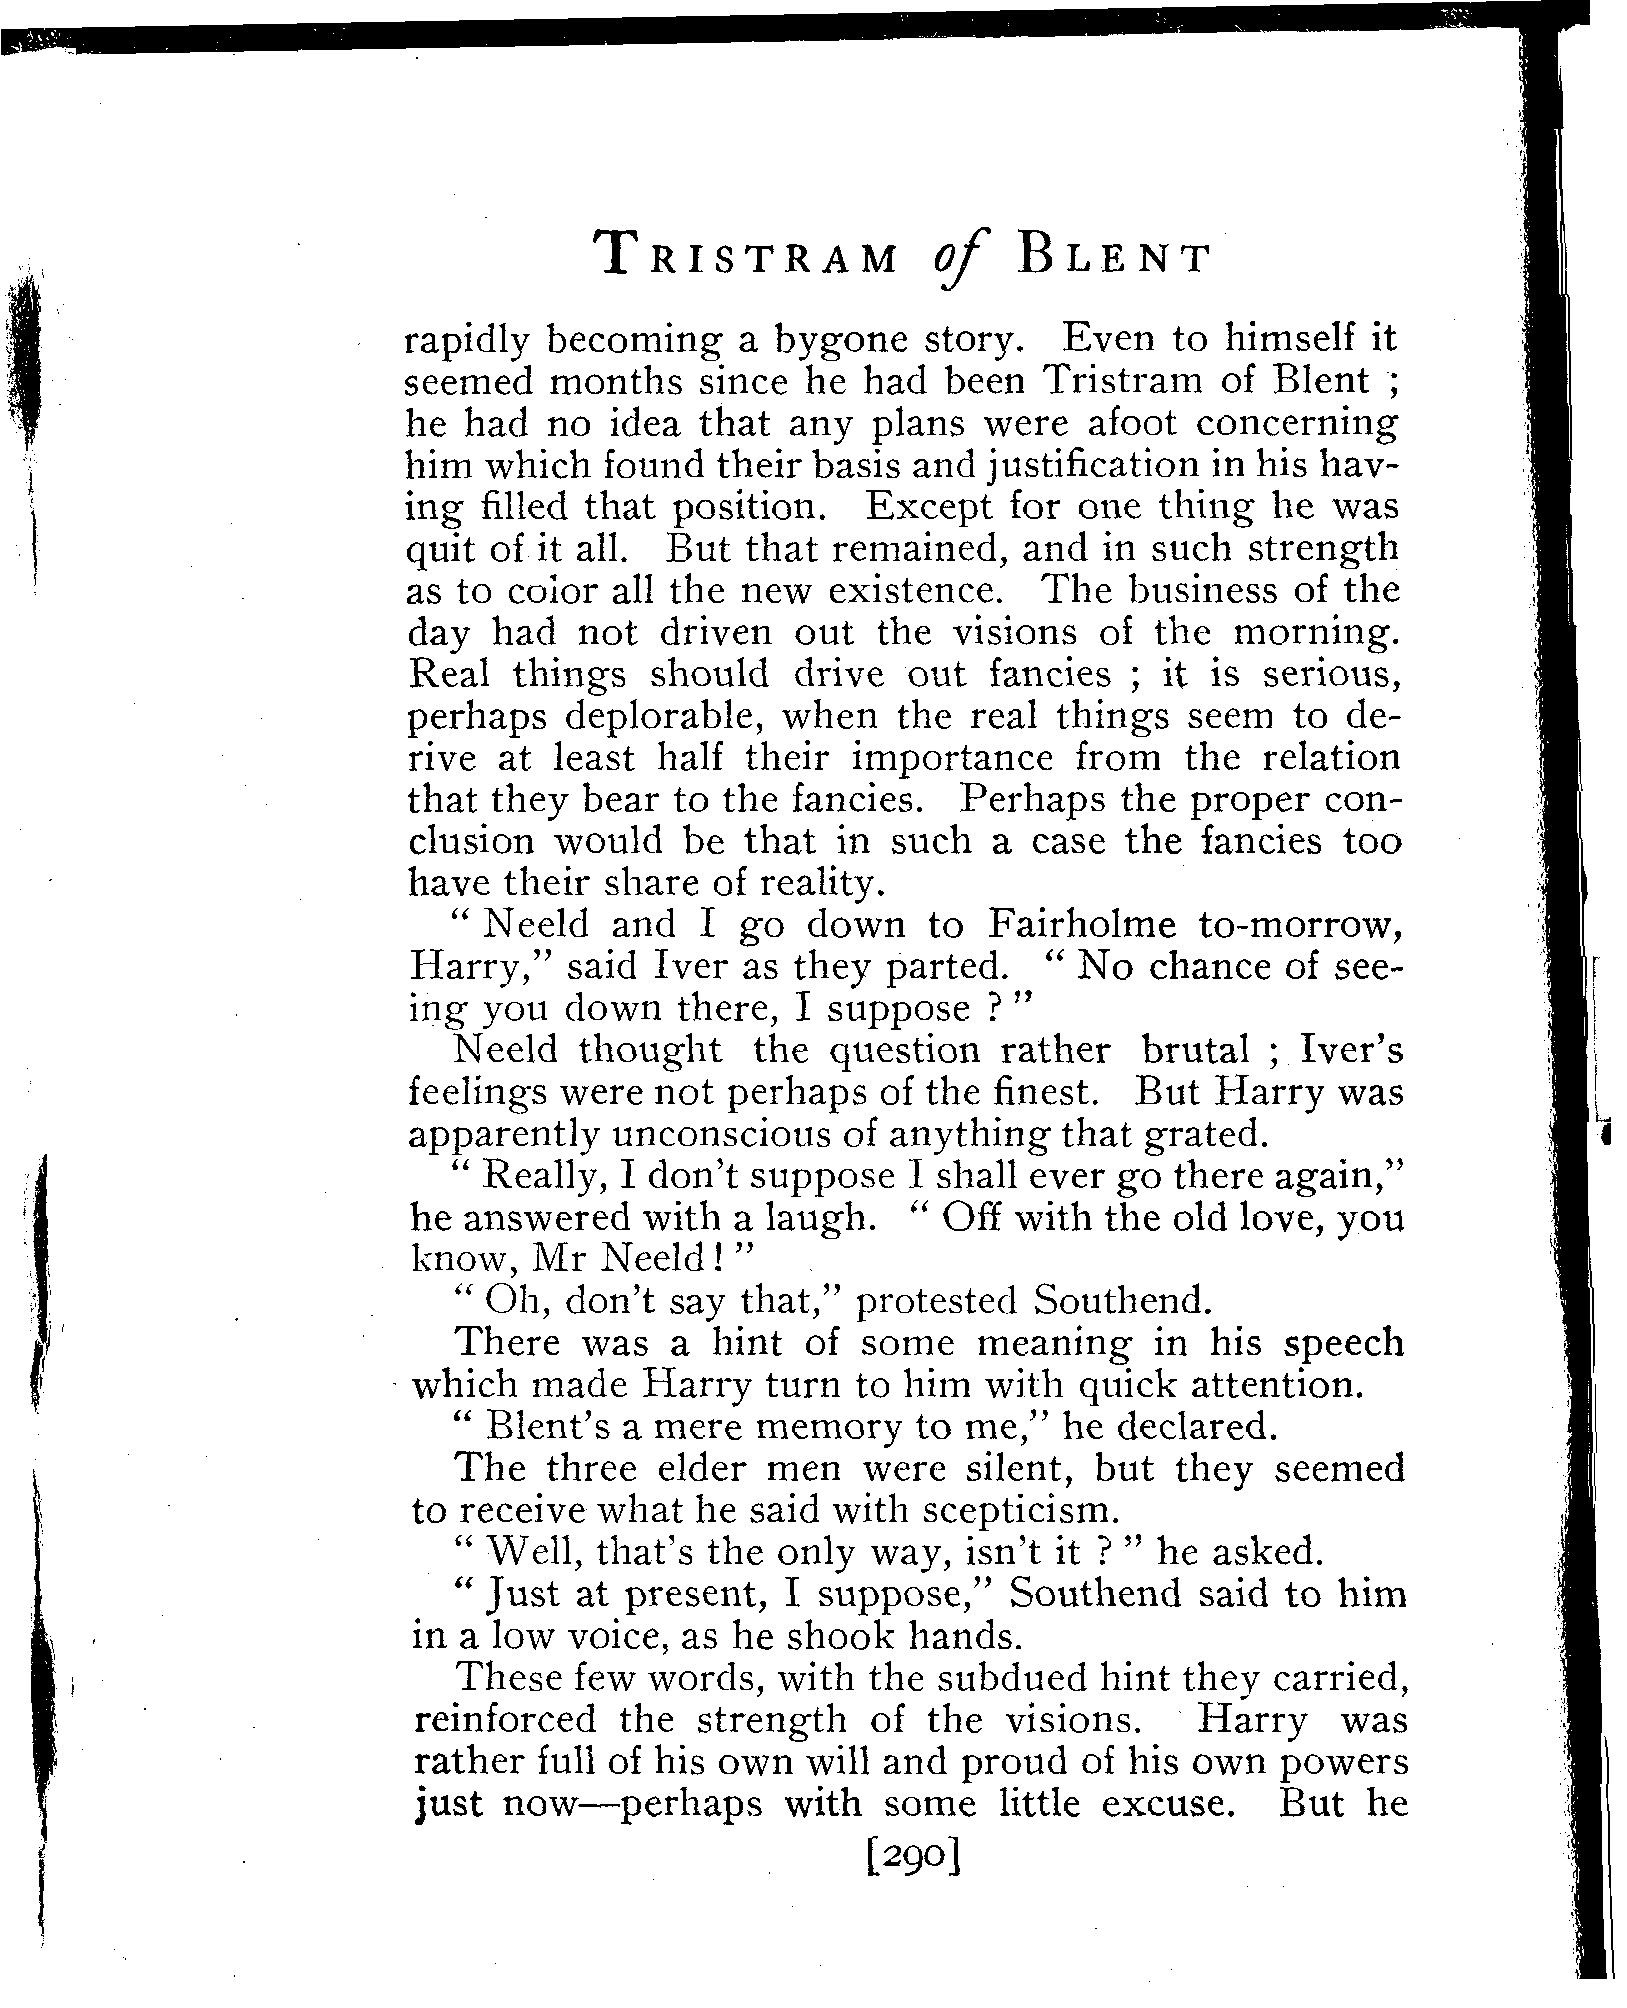 TRISTRAM of BLENT
rapidly becoming a bygone story. Even to himself it
seemed months since he had been Tristram of Blent ;
he had no idea that any plans were afoot concerning
him which found their basis and justification in his hav-
ing filled that position. Except for one thing he was
quit of it all. But that remained, and in such strength
as to color all the new existence. The business of the
day had not driven out the visions of the morning.
Real things should drive out fancies ; it is serious,
perhaps deplorable, when the real things seem to de-
rive at least half their importance from the relation
that they bear to the fancies. Perhaps the proper con-
clusion would be that in such a case the fancies too
have their share of reality.
“ Neeld and I go down to Fairholme to-morrow,
Harry,” said Iver as they parted. “ No chance of see-
ing you down there, I suppose ? ”
Neeld thought the question rather brutal ; Iver's
feelings were not perhaps of the finest. But Harry was
apparently unconscious of anything that grated.
“ Really, I don't suppose I shall ever go there again,”
he answered with a laugh. “ Off with the old love, you
know, Mr Neeld ! ”
“ Oh, don't say that,” protested Southend.
There was a hint of some meaning in his speech
which made Harry turn to him with quick attention.
“ Blent's a mere memory to me,” he declared.
The three elder men were silent, but they seemed
to receive what he said with scepticism.
“ Well, that's the only way, isn't it ? ” he asked.
“ Just at present, I suppose,” Southend said to him
in a low voice, as he shook hands.
These few words, with the subdued hint they carried,
reinforced the strength of the visions. Harry was
rather full of his own will and proud of his own powers
just now—perhaps with some little excuse. But he
[290]